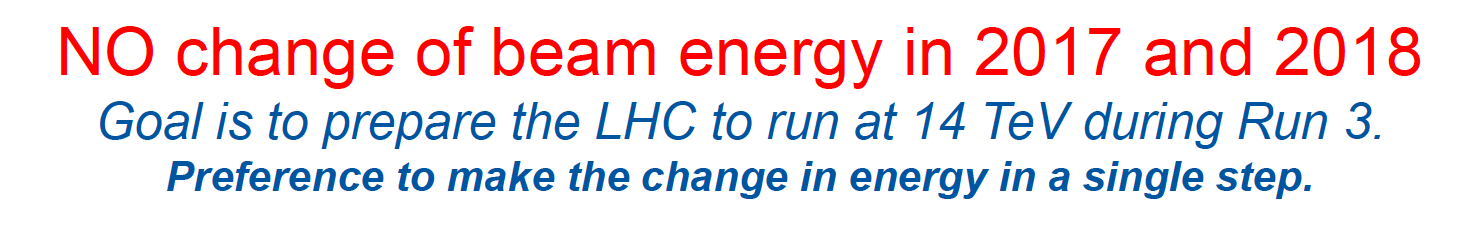 NO change of beam energy in 2017 and 2018
Goal is to prepare the LHC to run at 14 TeV during Run 3.
Preference to make the change in energy in a single step.